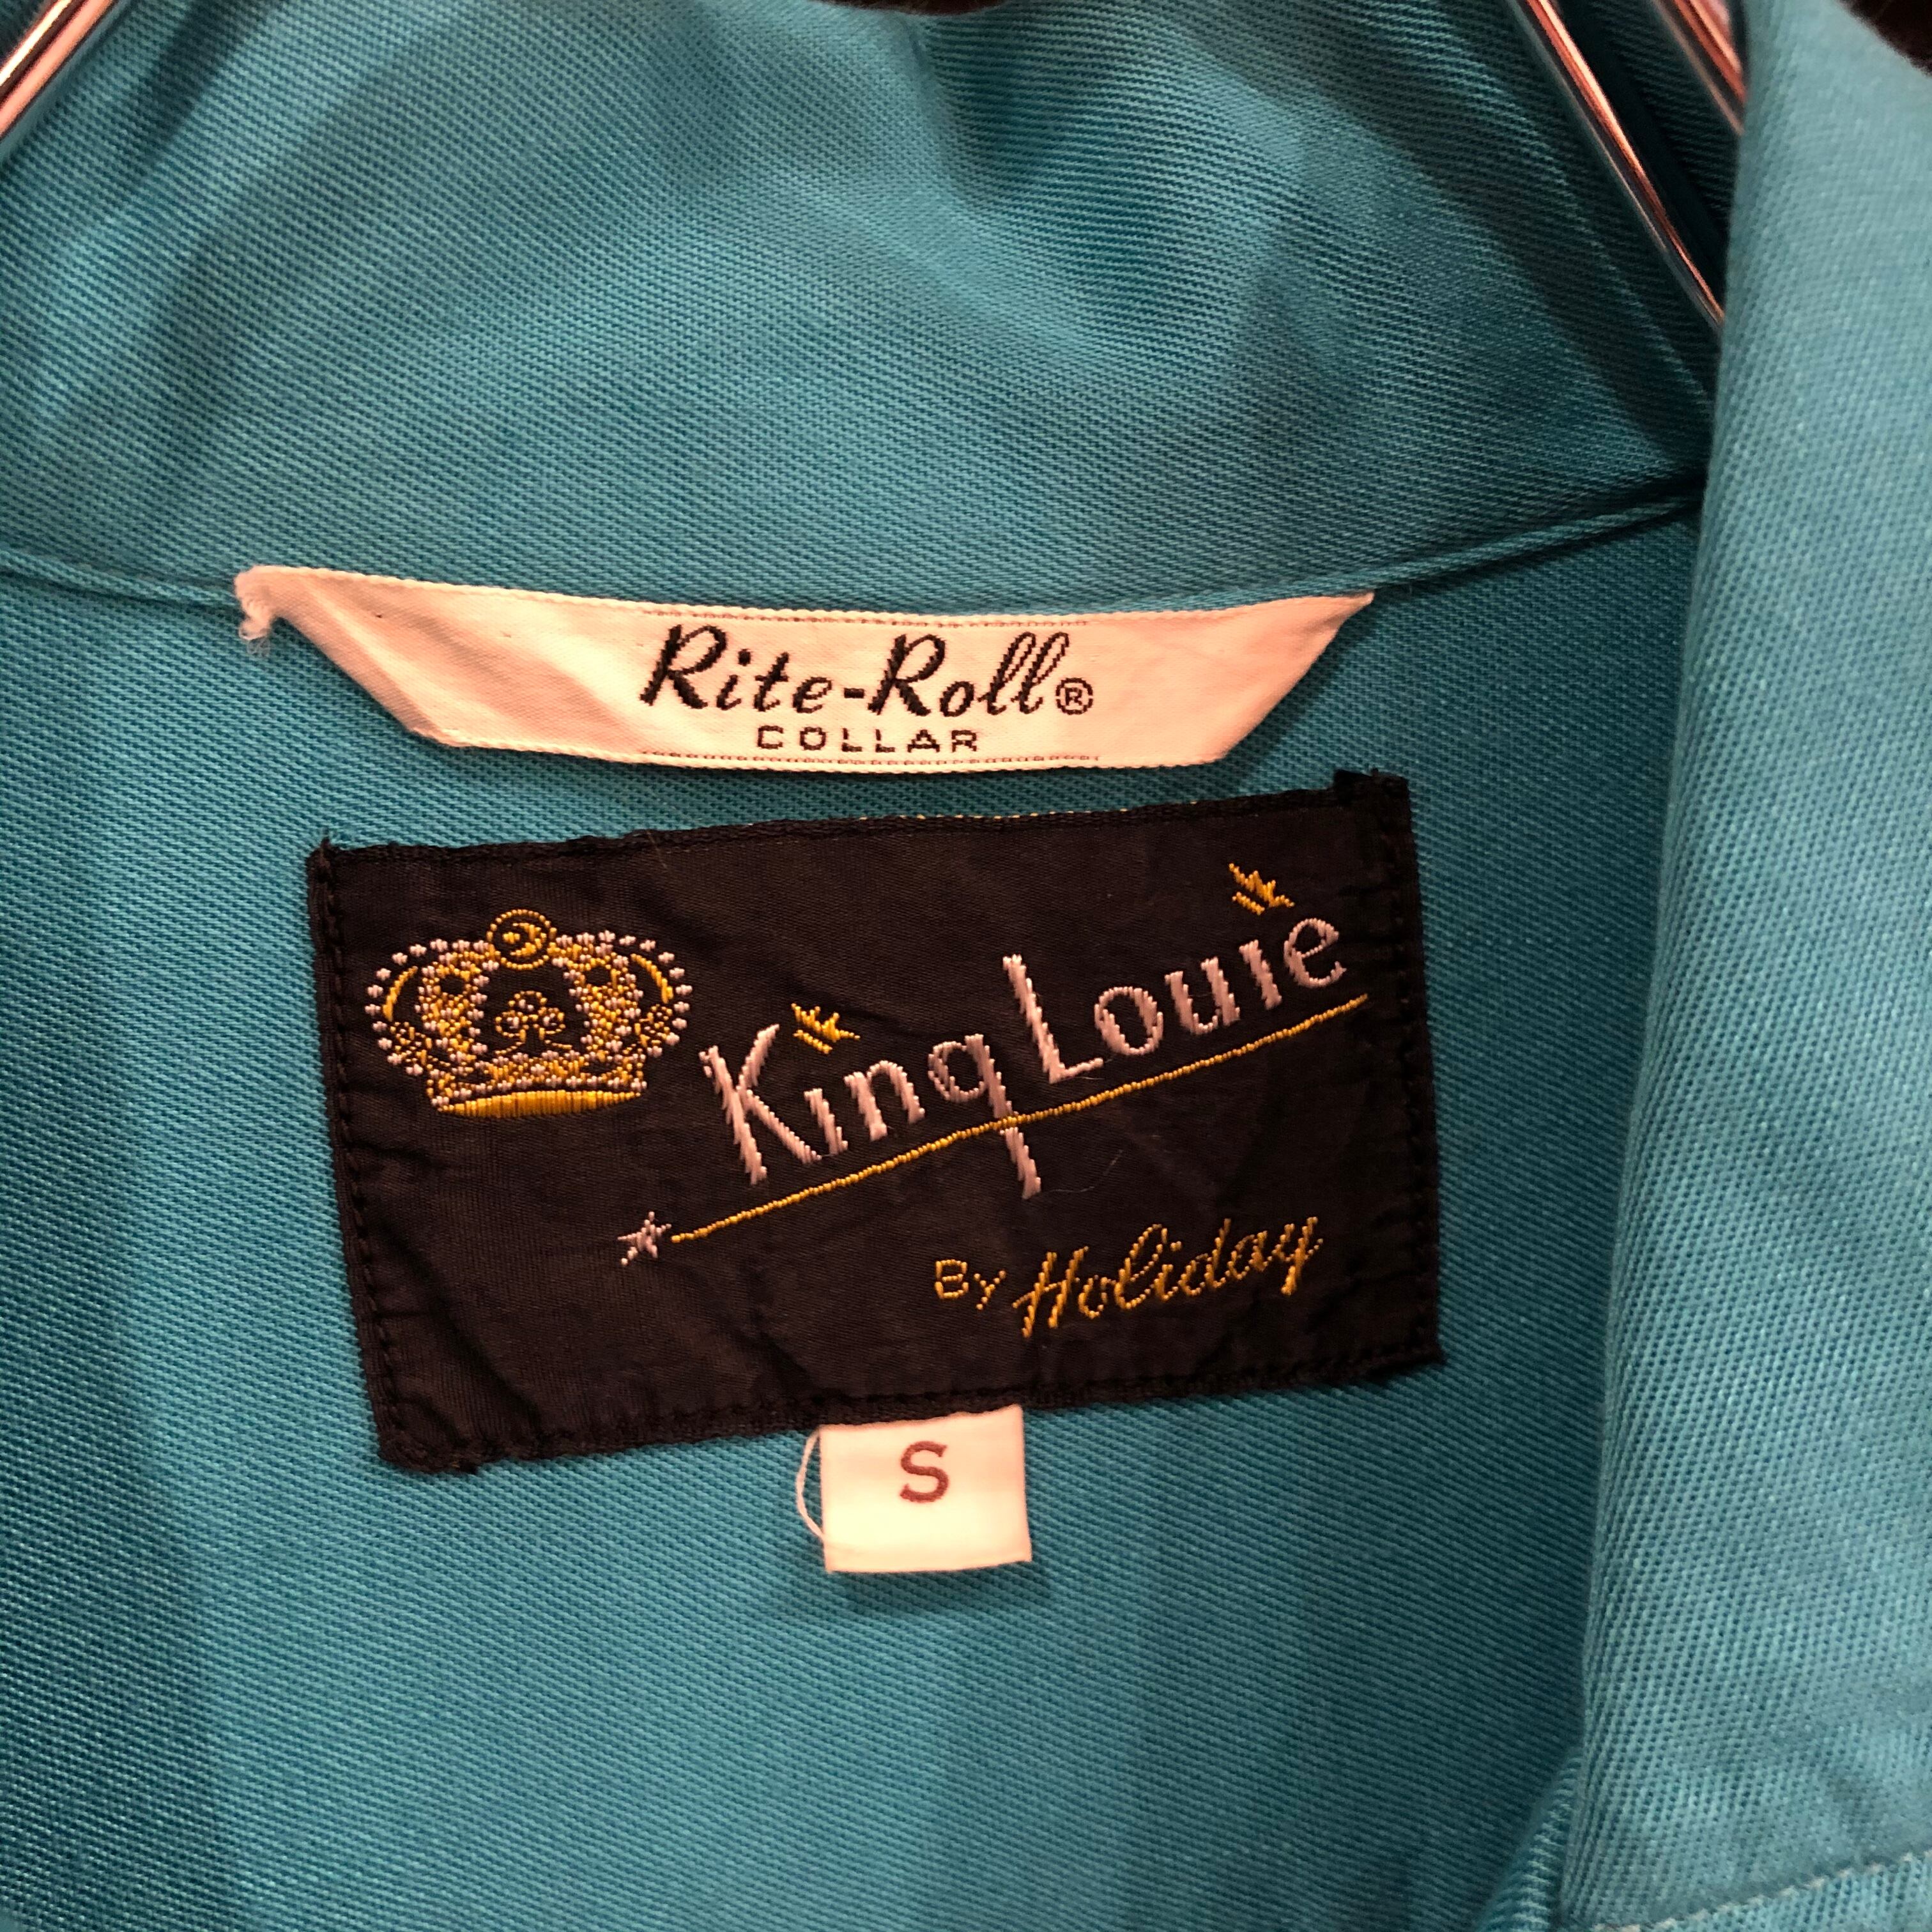 Rite-Roll®
COLLAR
King Louie
BY Holiday
S